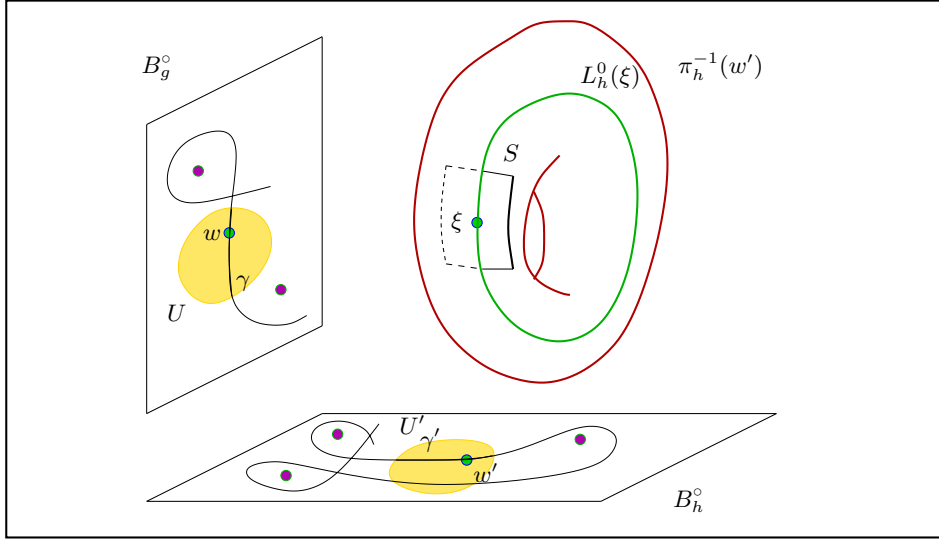 B_g^∘
L_h^0(ξ)
π_h^{-1}(w′)
S
ξ
w
γ
U
U′
γ′
w′
B_h^∘